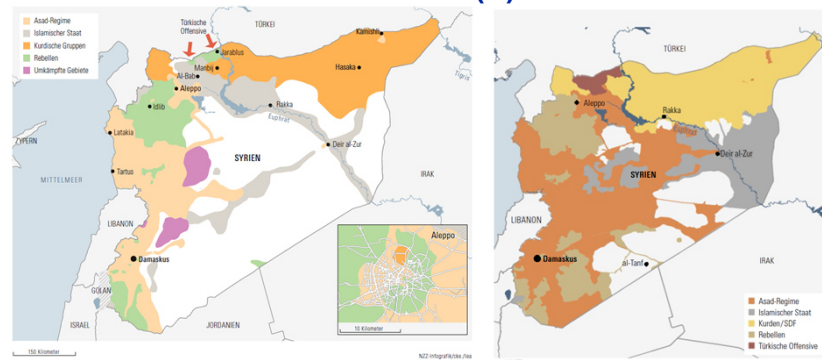 Asad-Regime
Islamischer Staat
Kurdische Gruppen
Rebellen
Umkämpfte Gebiete
Türkische
Offensive
TÜRKEI
Kamishli
Jarablus
Manbij
Al-Bab
Aleppo
Hasaka
Tigris
Idlib
Rakka
Euphrat
Latakia
ZYPERN
SYRIEN
Deir al-Zur
MITTELMEER
Tartus
IRAK
LIBANON
Damaskus
GOLAN
ISRAEL
JORDANIEN
Aleppo
10 Kilometer
150 Kilometer
NZZ-Infografik/cke./lea.
TÜRKEI
Aleppo
Rakka
Euphrat
Deir al-Zur
SYRIEN
LIBANON
Damaskus
al-Tanf
IRAK
Asad-Regime
Islamischer Staat
Kurden/SDF
Rebellen
Türkische Offensive